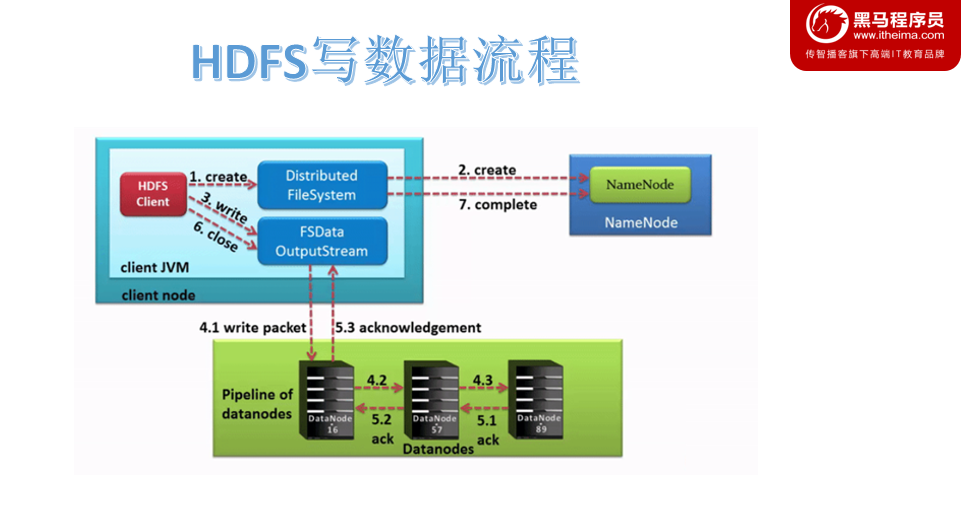 黑马程序员
www.itheima.com
传智播客旗下高端IT教育品牌
HDFS写数据流程
HDFS
Client
1. create
3. write
6. close
Distributed
FileSystem
FSData
OutputStream
client JVM
client node
2. create
7. complete
NameNode
NameNode
4.1 write packet
5.3 acknowledgement
Pipeline of
datanodes
DataNode
16
4.2
5.2
ack
DataNode
57
4.3
5.1
ack
DataNode
89
Datanodes